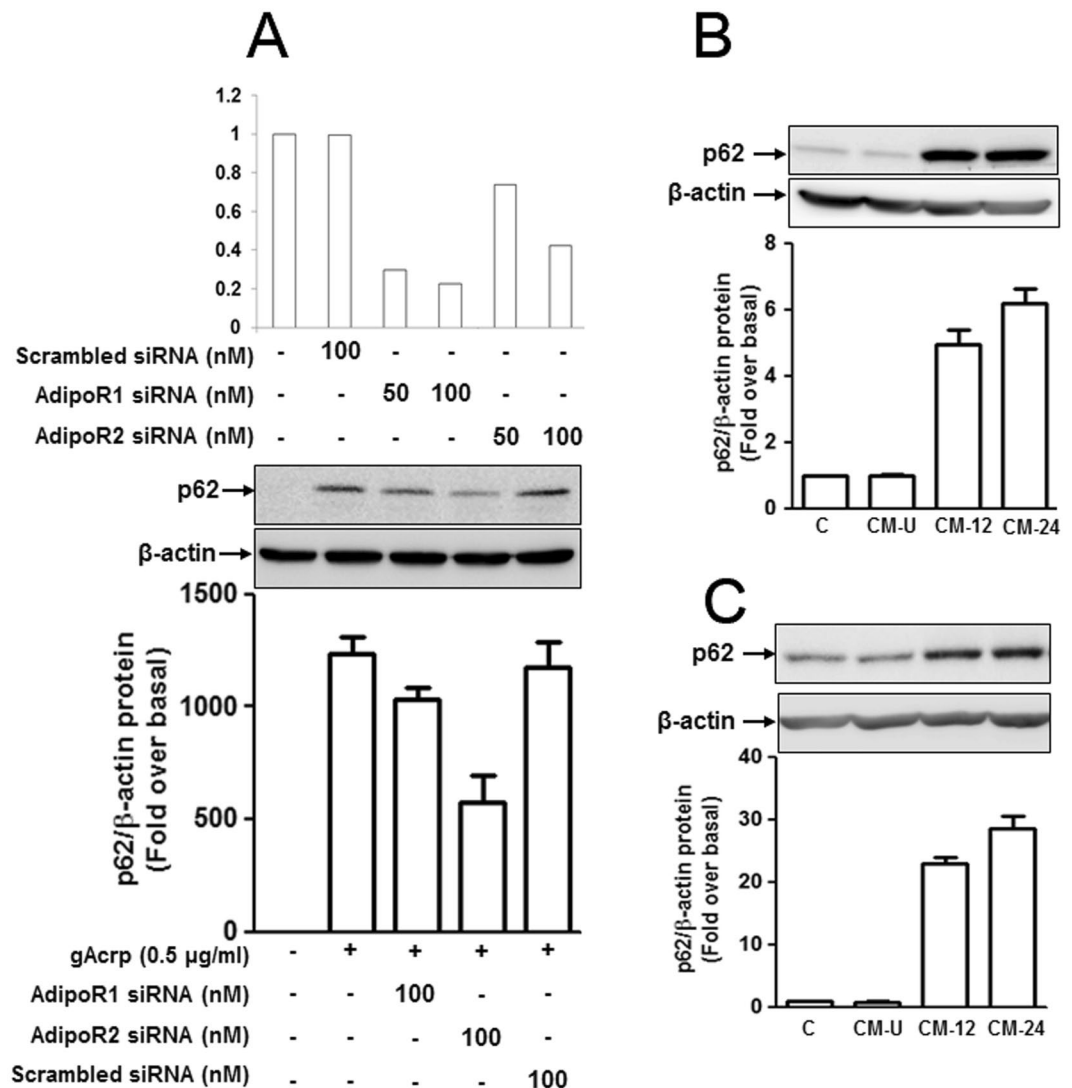 A
1.2
1
0.8
0.6
0.4
0.2
0
Scrambled siRNA (nM) - 100 - - - -
AdipoR1 siRNA (nM) - - 50 100 - -
AdipoR2 siRNA (nM) - - - - 50 100
p62
β-actin
p62/β-actin protein
(Fold over basal)
1500
1000
500
0
gAcrp (0.5 µg/ml) - + + + +
AdipoR1 siRNA (nM) - - 100 - -
AdipoR2 siRNA (nM) - - - 100 -
Scrambled siRNA (nM) - - - - 100
B
p62
β-actin
p62/β-actin protein
(Fold over basal)
8
6
4
2
0
C CM-U CM-12 CM-24
C
p62
β-actin
p62/β-actin protein
(Fold over basal)
40
30
20
10
0
C CM-U CM-12 CM-24